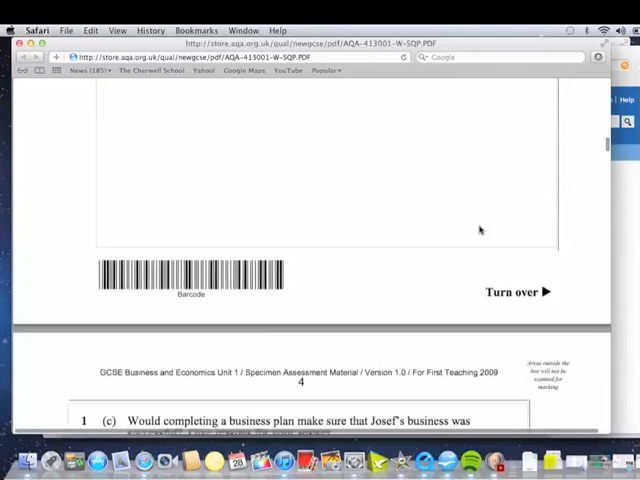 Safari File Edit View History Bookmarks Window Help
http://store.aqa.org.uk/qual/newgcse/pdf/AQA-413001-W-SQP.PDF
http://store.aqa.org.uk/qual/newgcse/pdf/AQA-413001-W-SQP.PDF Google
News (185) The Cherwell School Yahoo! Google Maps YouTube Popular
Help
Barcode
Turn over
GCSE Business and Economics Unit 1 / Specimen Assessment Material / Version 1.0 / For First Teaching 2009
4
Areas outside the
box will not be
scanned for
marking
1 (c) Would completing a business plan make sure that Josef's business was
28